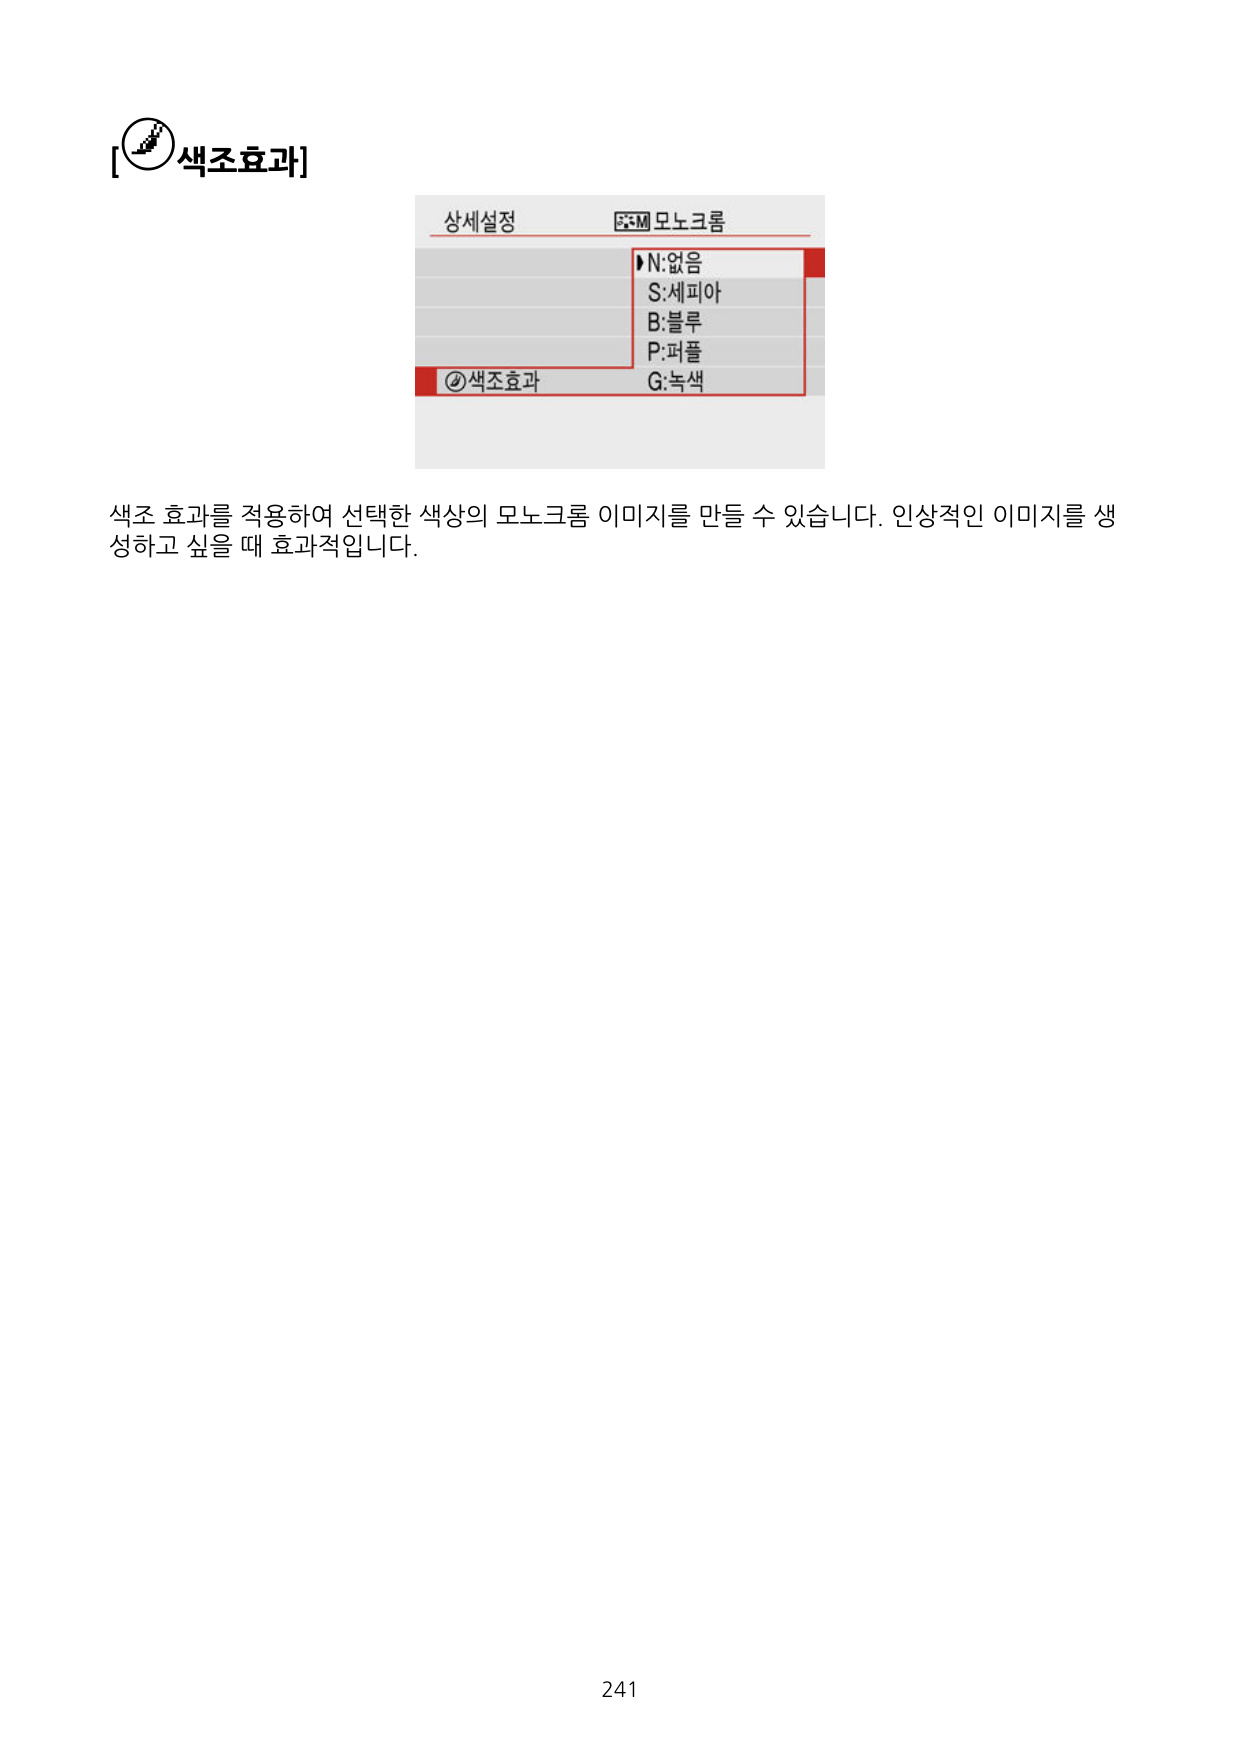 [색조효과]
상세설정 모노크롬
N:없음
S:세피아
B:블루
P:퍼플
색조효과 G:녹색
색조 효과를 적용하여 선택한 색상의 모노크롬 이미지를 만들 수 있습니다. 인상적인 이미지를 생
성하고 싶을 때 효과적입니다.
241